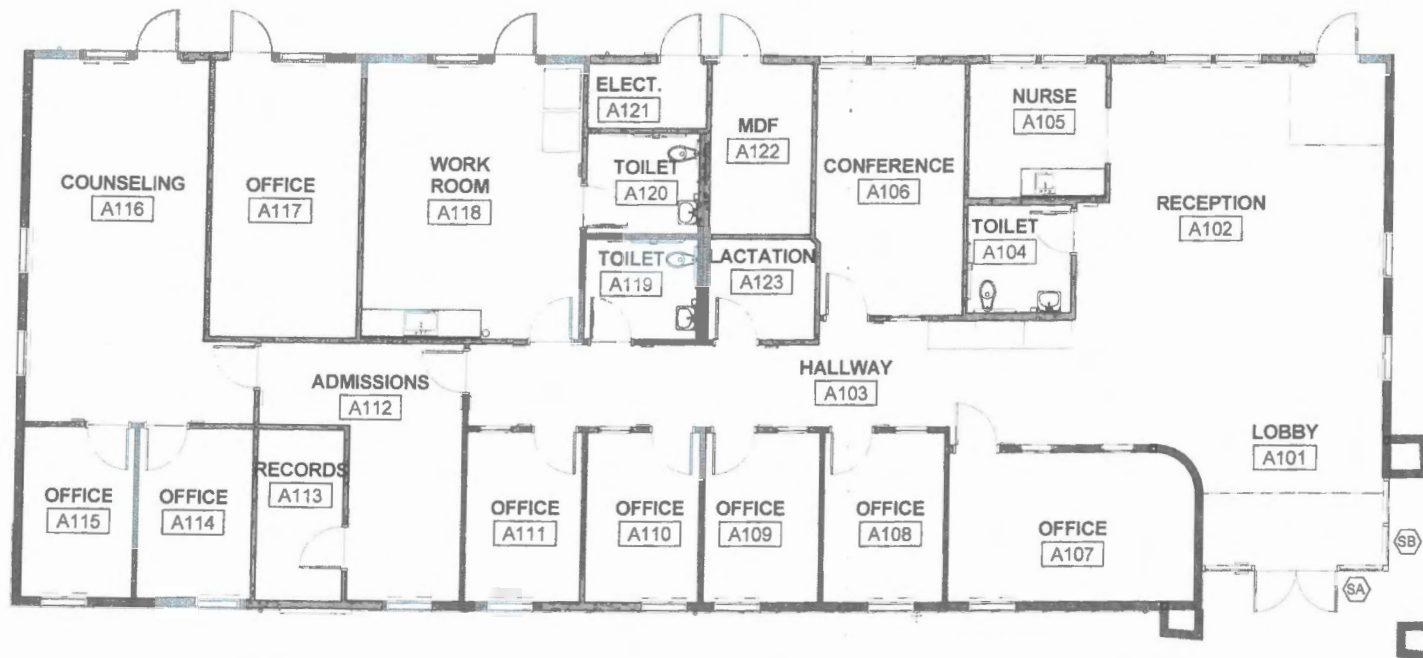 ELECT.
A121
NURSE
A105
MDF
A122
COUNSELING
A116
OFFICE
A117
WORK
ROOM
A118
TOILET
A120
CONFERENCE
A106
RECEPTION
A102
TOILET
A104
TOILET
A119
LACTATION
A123
ADMISSIONS
A112
HALLWAY
A103
LOBBY
A101
RECORDS
A113
OFFICE
A115
OFFICE
A114
OFFICE
A111
OFFICE
A110
OFFICE
A109
OFFICE
A108
OFFICE
A107
SB
SA